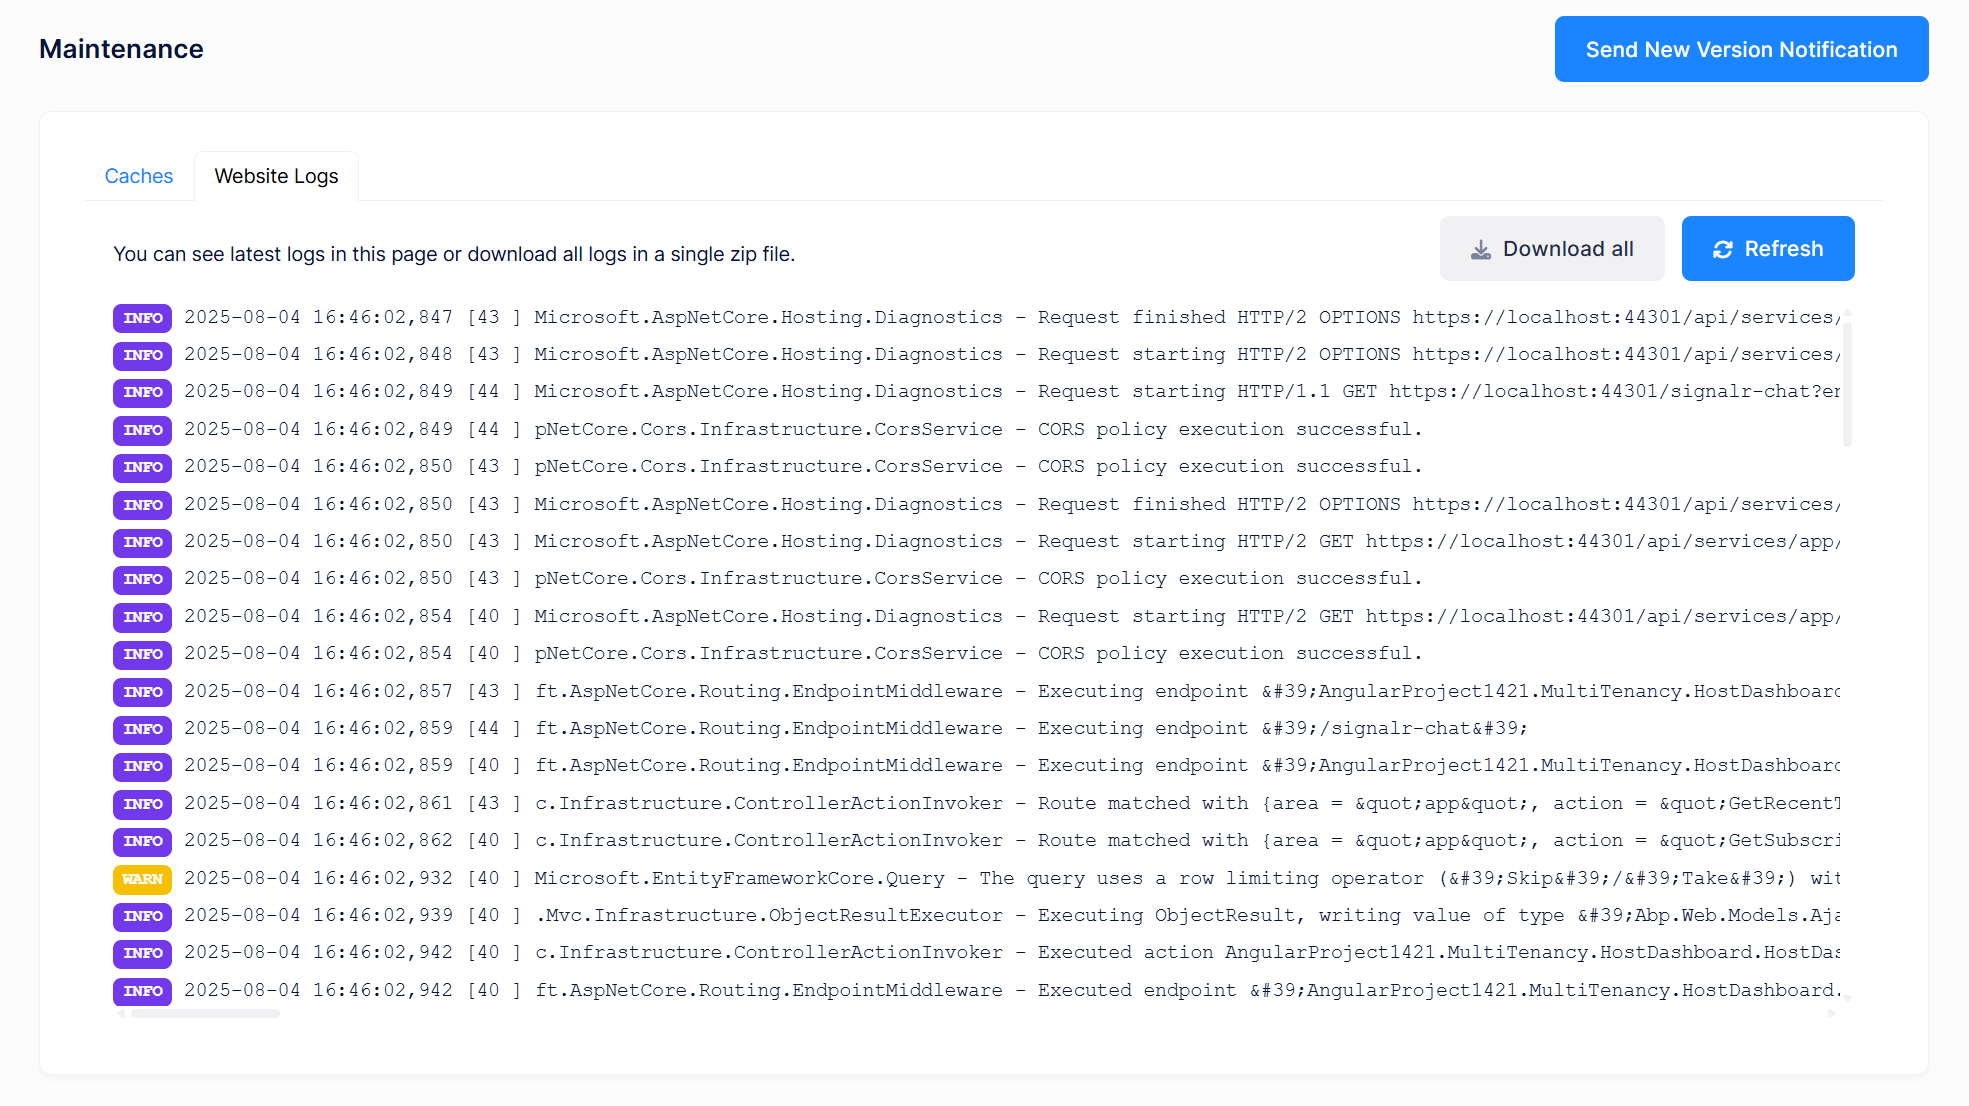 Maintenance
Send New Version Notification
Caches
Website Logs
You can see latest logs in this page or download all logs in a single zip file.
Download all
Refresh
INFO 2025-08-04 16:46:02,847 [43 ] Microsoft.AspNetCore.Hosting.Diagnostics - Request finished HTTP/2 OPTIONS https://localhost:44301/api/services/
INFO 2025-08-04 16:46:02,848 [43 ] Microsoft.AspNetCore.Hosting.Diagnostics - Request starting HTTP/2 OPTIONS https://localhost:44301/api/services/
INFO 2025-08-04 16:46:02,849 [44 ] Microsoft.AspNetCore.Hosting.Diagnostics - Request starting HTTP/1.1 GET https://localhost:44301/signalr-chat?en
INFO 2025-08-04 16:46:02,849 [44 ] pNetCore.Cors.Infrastructure.CorsService - CORS policy execution successful.
INFO 2025-08-04 16:46:02,850 [43 ] pNetCore.Cors.Infrastructure.CorsService - CORS policy execution successful.
INFO 2025-08-04 16:46:02,850 [43 ] Microsoft.AspNetCore.Hosting.Diagnostics - Request finished HTTP/2 OPTIONS https://localhost:44301/api/services/
INFO 2025-08-04 16:46:02,850 [43 ] Microsoft.AspNetCore.Hosting.Diagnostics - Request starting HTTP/2 GET https://localhost:44301/api/services/app/
INFO 2025-08-04 16:46:02,850 [43 ] pNetCore.Cors.Infrastructure.CorsService - CORS policy execution successful.
INFO 2025-08-04 16:46:02,854 [40 ] Microsoft.AspNetCore.Hosting.Diagnostics - Request starting HTTP/2 GET https://localhost:44301/api/services/app/
INFO 2025-08-04 16:46:02,854 [40 ] pNetCore.Cors.Infrastructure.CorsService - CORS policy execution successful.
INFO 2025-08-04 16:46:02,857 [43 ] ft.AspNetCore.Routing.EndpointMiddleware - Executing endpoint &#39;AngularProject1421.MultiTenancy.HostDashboard
INFO 2025-08-04 16:46:02,859 [44 ] ft.AspNetCore.Routing.EndpointMiddleware - Executing endpoint &#39;/signalr-chat&#39;
INFO 2025-08-04 16:46:02,859 [40 ] ft.AspNetCore.Routing.EndpointMiddleware - Executing endpoint &#39;AngularProject1421.MultiTenancy.HostDashboard
INFO 2025-08-04 16:46:02,861 [43 ] c.Infrastructure.ControllerActionInvoker - Route matched with {area = &quot;app&quot;, action = &quot;GetRecentT
INFO 2025-08-04 16:46:02,862 [40 ] c.Infrastructure.ControllerActionInvoker - Route matched with {area = &quot;app&quot;, action = &quot;GetSubscri
WARN 2025-08-04 16:46:02,932 [40 ] Microsoft.EntityFrameworkCore.Query - The query uses a row limiting operator (&#39;Skip&#39;/&#39;Take&#39;) wit
INFO 2025-08-04 16:46:02,939 [40 ] .Mvc.Infrastructure.ObjectResultExecutor - Executing ObjectResult, writing value of type &#39;Abp.Web.Models.Aja
INFO 2025-08-04 16:46:02,942 [40 ] c.Infrastructure.ControllerActionInvoker - Executed action AngularProject1421.MultiTenancy.HostDashboard.HostDas
INFO 2025-08-04 16:46:02,942 [40 ] ft.AspNetCore.Routing.EndpointMiddleware - Executed endpoint &#39;AngularProject1421.MultiTenancy.HostDashboard.